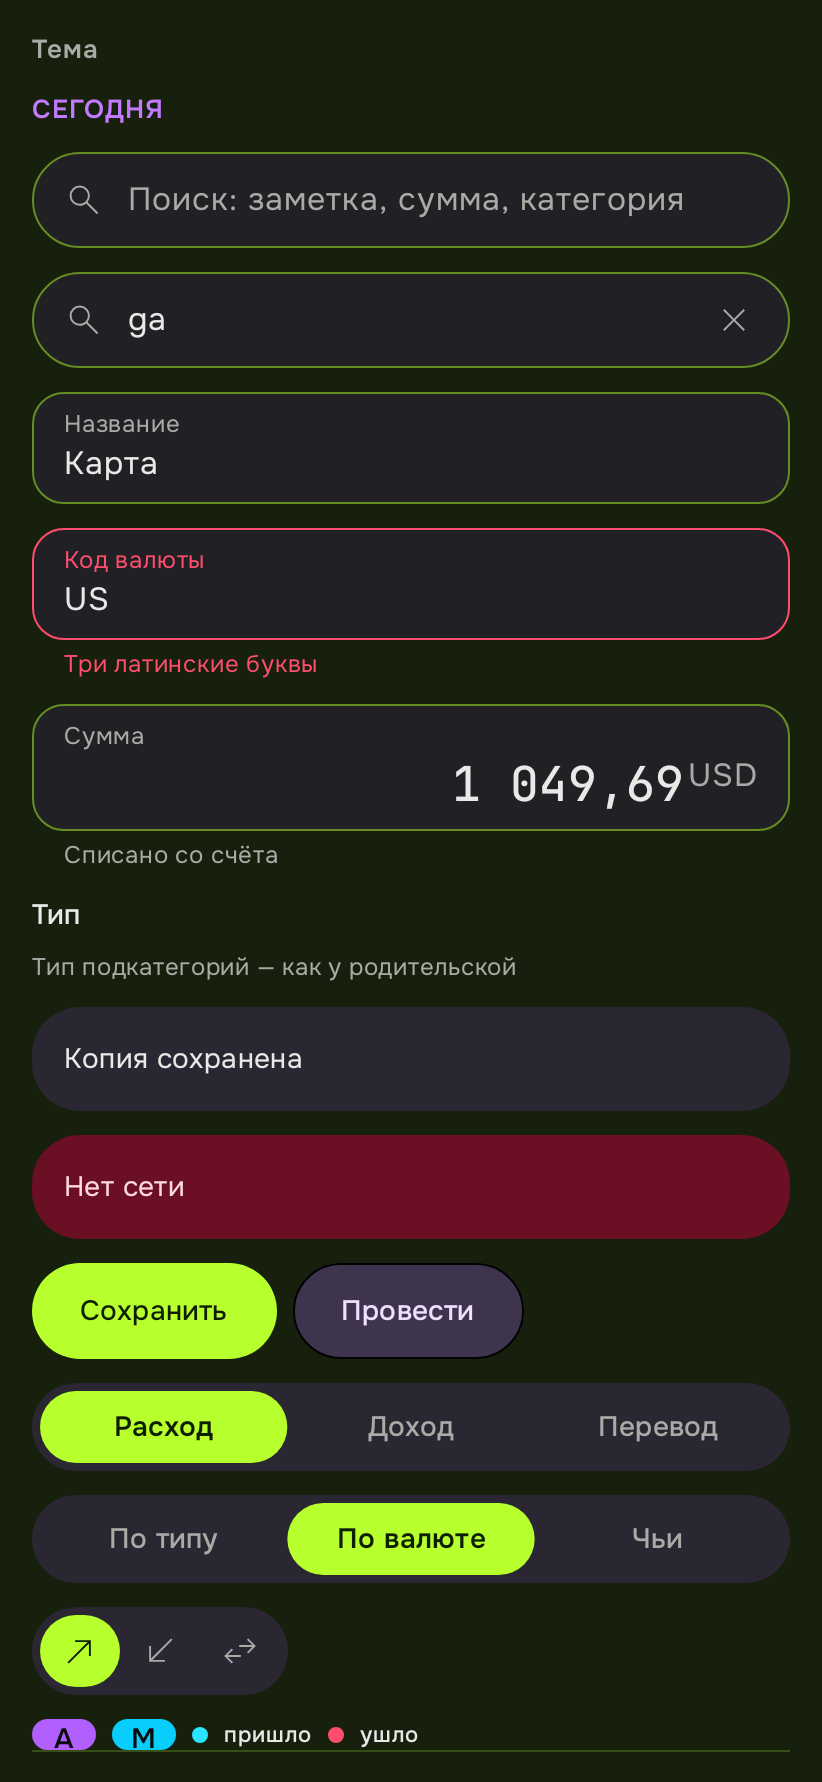 Тема
СЕГОДНЯ
Поиск: заметка, сумма, категория
ga
Название
Карта
Код валюты
US
Три латинские буквы
Сумма
1 049,69 USD
Списано со счёта
Тип
Тип подкатегорий — как у родительской
Копия сохранена
Нет сети
Сохранить Провести
Расход Доход Перевод
По типу По валюте Чьи
А М пришло ушло